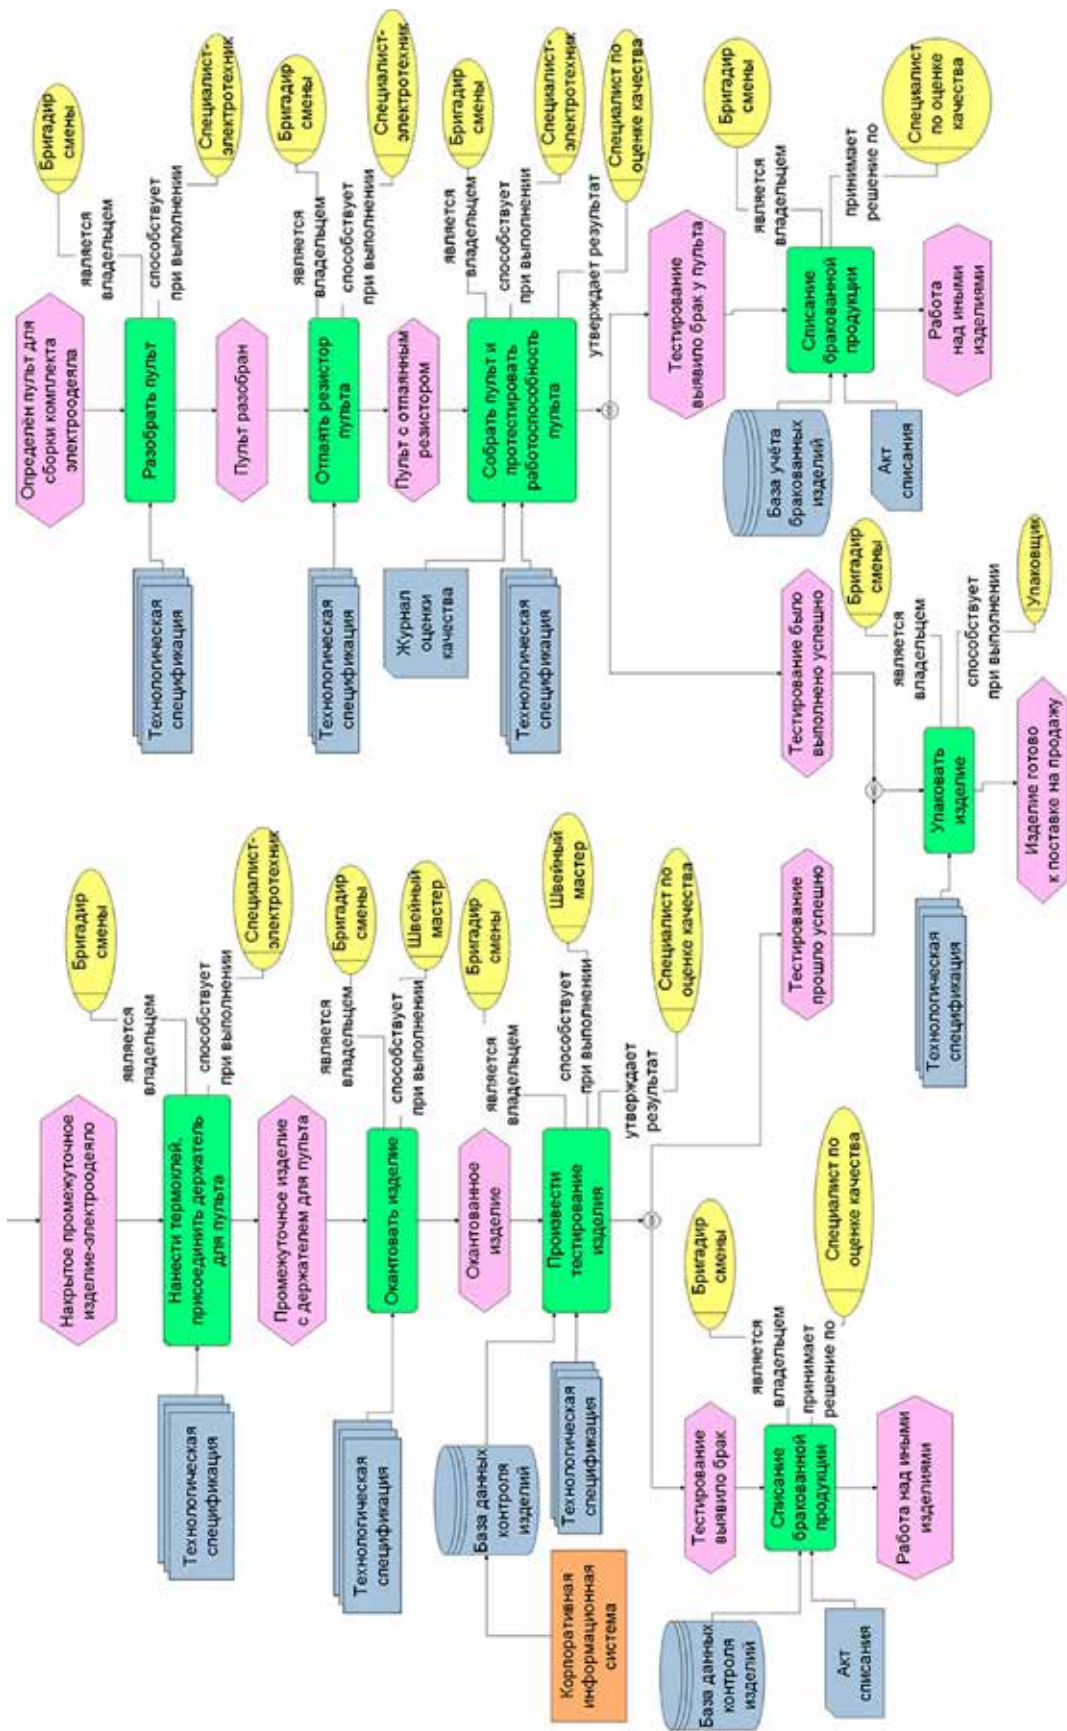 Накрытое промежуточное
изделие-электроодеяло
Бригадир
смены
является
владельцем
Технологическая
спецификация
Нанести термоклей,
присоединить держатель
для пульта
способствует
при выполнении
Специалист-
электротехник
Промежуточное изделие
с держателем для пульта
Бригадир
смены
является
владельцем
Технологическая
спецификация
Окантовать изделие
способствует
при выполнении
Швейный
мастер
Окантованное
изделие
Бригадир
смены
является
владельцем
База данных
контроля
изделий
Технологическая
спецификация
Корпоративная
информационная
система
Произвести
тестирование
изделия
способствует
при выполнении
Швейный
мастер
утверждает
результат
Специалист по
оценке качества
Тестирование
выявило брак
Бригадир
смены
является
владельцем
База данных
контроля
изделий
Акт
списания
Списание
бракованной
продукции
принимает
решение по
Специалист по
оценке качества
Работа над иными
изделиями
Тестирование
прошло успешно
Определён пульт для
сборки комплекта
электроодеяла
Бригадир
смены
является
владельцем
Технологическая
спецификация
Разобрать пульт
способствует
при выполнении
Специалист-
электротехник
Пульт разобран
Бригадир
смены
является
владельцем
Технологическая
спецификация
Отпаять резистор
пульта
способствует
при выполнении
Специалист-
электротехник
Пульт с отпаянным
резистором
Бригадир
смены
является
владельцем
Журнал
оценки
качества
Технологическая
спецификация
Собрать пульт и
протестировать
работоспособность
пульта
способствует
при выполнении
Специалист-
электротехник
утверждает результат
Специалист по
оценке качества
Тестирование было
выполнено успешно
Тестирование
выявило брак у пульта
Бригадир
смены
является
владельцем
База учёта
бракованных
изделий
Акт
списания
Списание
бракованной
продукции
принимает
решение по
Специалист
по оценке
качества
Работа
над иными
изделиями
Бригадир
смены
является
владельцем
Технологическая
спецификация
Упаковать
изделие
способствует
при выполнении
Упаковщик
Изделие готово
к поставке на продажу